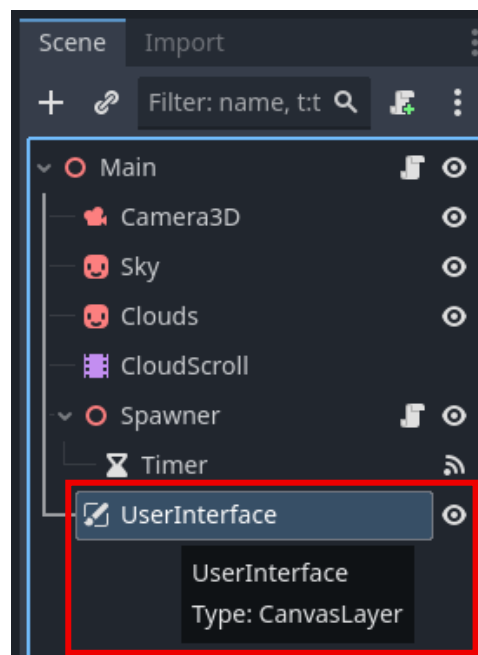 Scene Import
Filter: name, t:t
Main
Camera3D
Sky
Clouds
CloudScroll
Spawner
Timer
UserInterface
UserInterface
Type: CanvasLayer